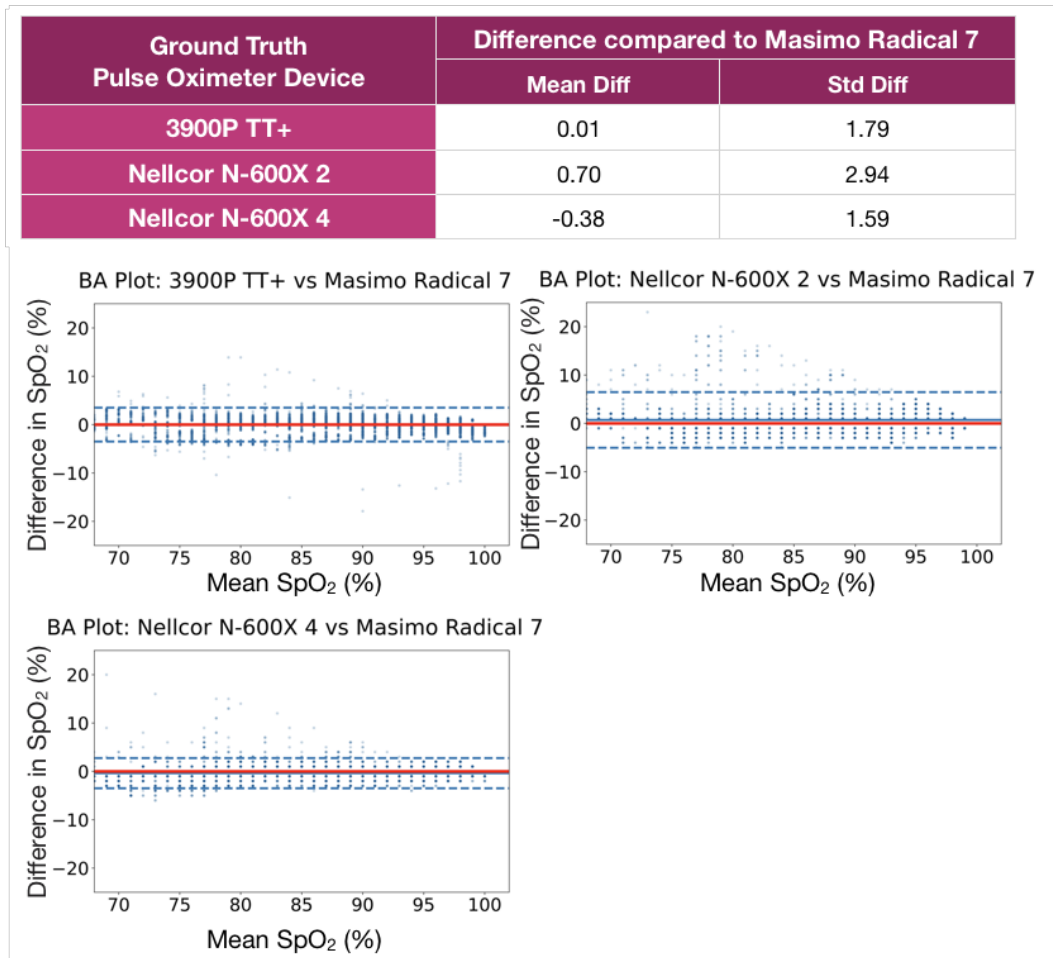 Ground Truth
Pulse Oximeter Device
Difference compared to Masimo Radical 7
Mean Diff
Std Diff
3900P TT+
0.01
1.79
Nellcor N-600X 2
0.70
2.94
Nellcor N-600X 4
-0.38
1.59
BA Plot: 3900P TT+ vs Masimo Radical 7
Difference in SpO₂ (%)
20
10
0
−10
−20
70 75 80 85 90 95 100
Mean SpO₂ (%)
BA Plot: Nellcor N-600X 2 vs Masimo Radical 7
Difference in SpO₂ (%)
20
10
0
−10
−20
70 75 80 85 90 95 100
Mean SpO₂ (%)
BA Plot: Nellcor N-600X 4 vs Masimo Radical 7
Difference in SpO₂ (%)
20
10
0
−10
−20
70 75 80 85 90 95 100
Mean SpO₂ (%)